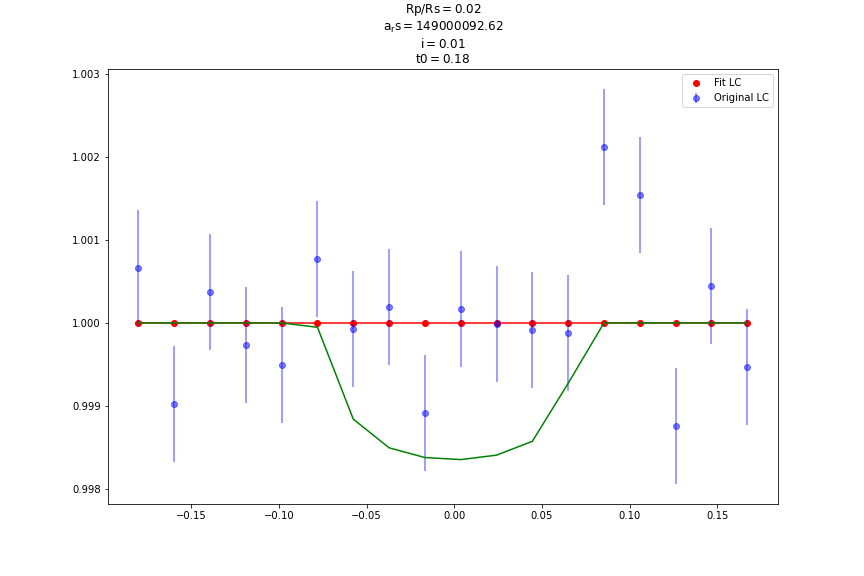 Rp/Rs = 0.02
aᵣs = 149000092.62
i = 0.01
t0 = 0.18
1.003
1.002
1.001
1.000
0.999
0.998
−0.15 −0.10 −0.05 0.00 0.05 0.10 0.15
Fit LC
Original LC